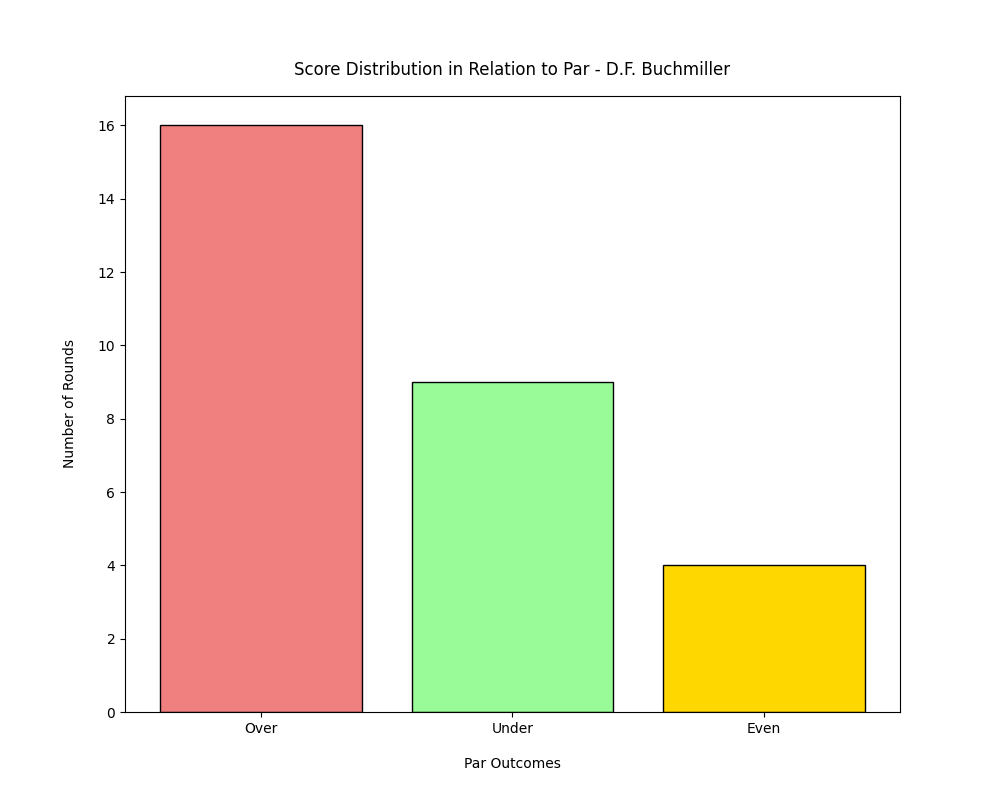 Score Distribution in Relation to Par - D.F. Buchmiller
16
14
12
10
8
6
4
2
0
Number of Rounds
Over
Under
Even
Par Outcomes